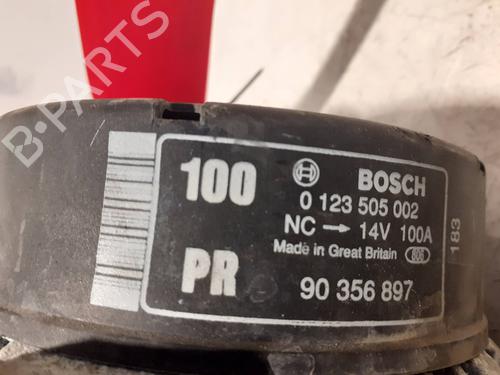 B-PARTS
100
BOSCH
0 123 505 002
NC → 14V 100A
Made in Great Britain
PR
90 356 897
183